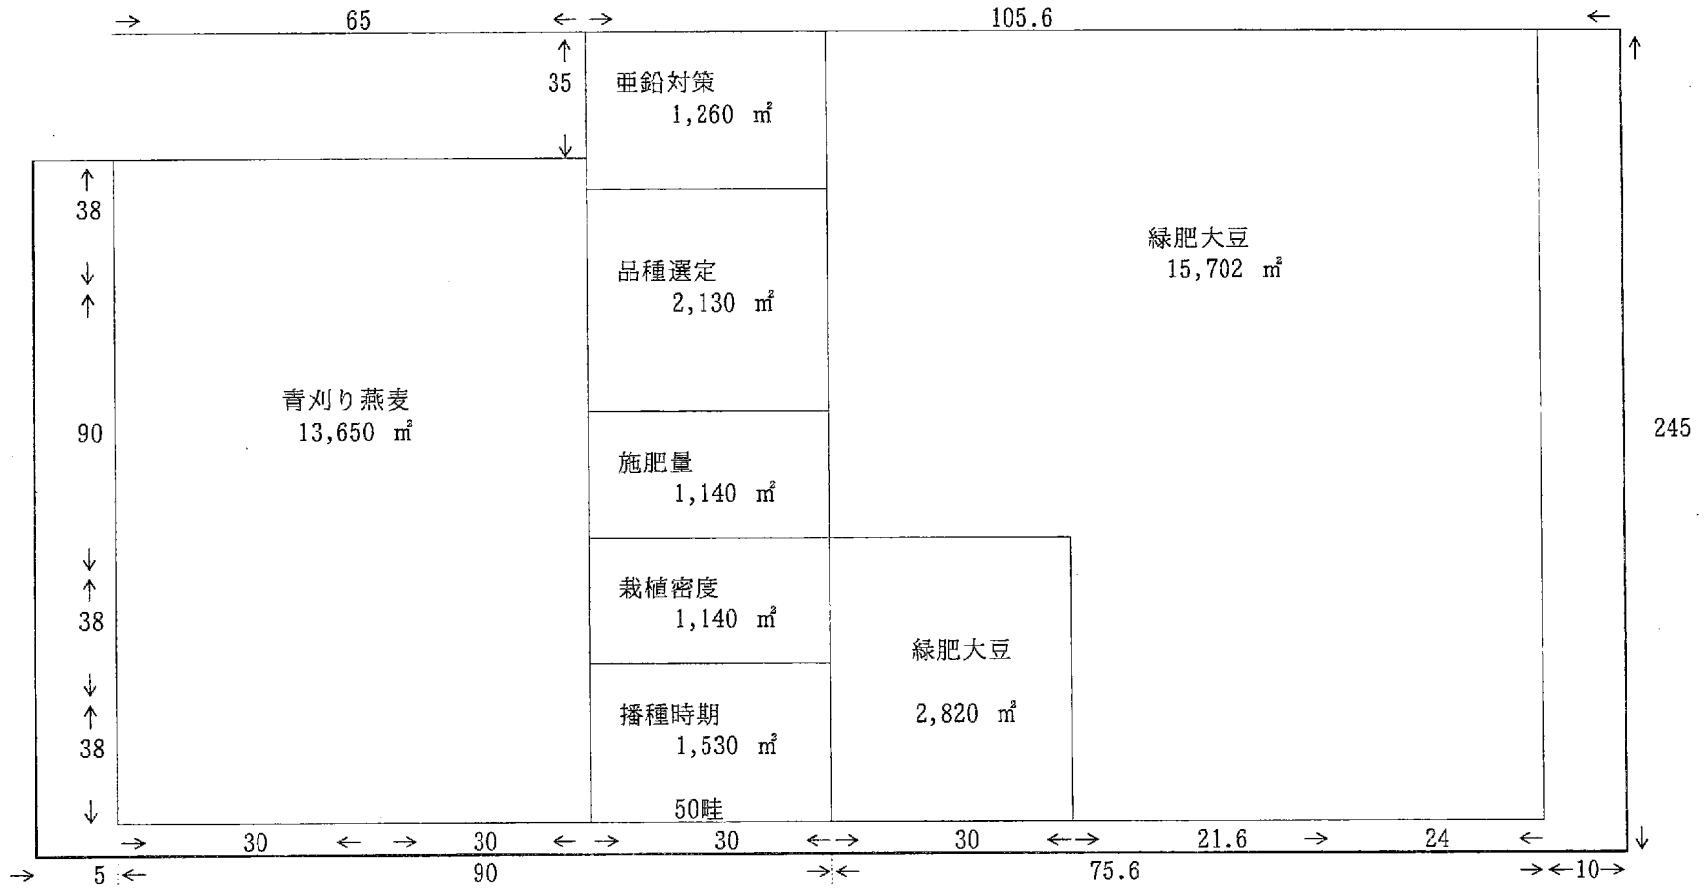 → 65 ←→ 105.6 ←
↑
35
↓
亜鉛対策
1,260 ㎡
↑
↑
38
↓
↑
品種選定
2,130 ㎡
緑肥大豆
15,702 ㎡
青刈り燕麦
13,650 ㎡
90
245
施肥量
1,140 ㎡
↓
↑
38
栽植密度
1,140 ㎡
緑肥大豆
2,820 ㎡
↓
↑
38
↓
播種時期
1,530 ㎡
50畦
→ 30 ← → 30 ←→ 30 ←→ 30 ←→ 21.6 → 24 ← ↓
→ 5 ← 90 →← 75.6 →←10→